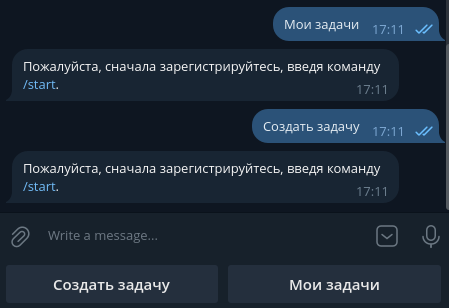 Мои задачи 17:11
Пожалуйста, сначала зарегистрируйтесь, введя команду
/start.
17:11
Создать задачу 17:11
Пожалуйста, сначала зарегистрируйтесь, введя команду
/start.
17:11
Write a message...
Создать задачу
Мои задачи